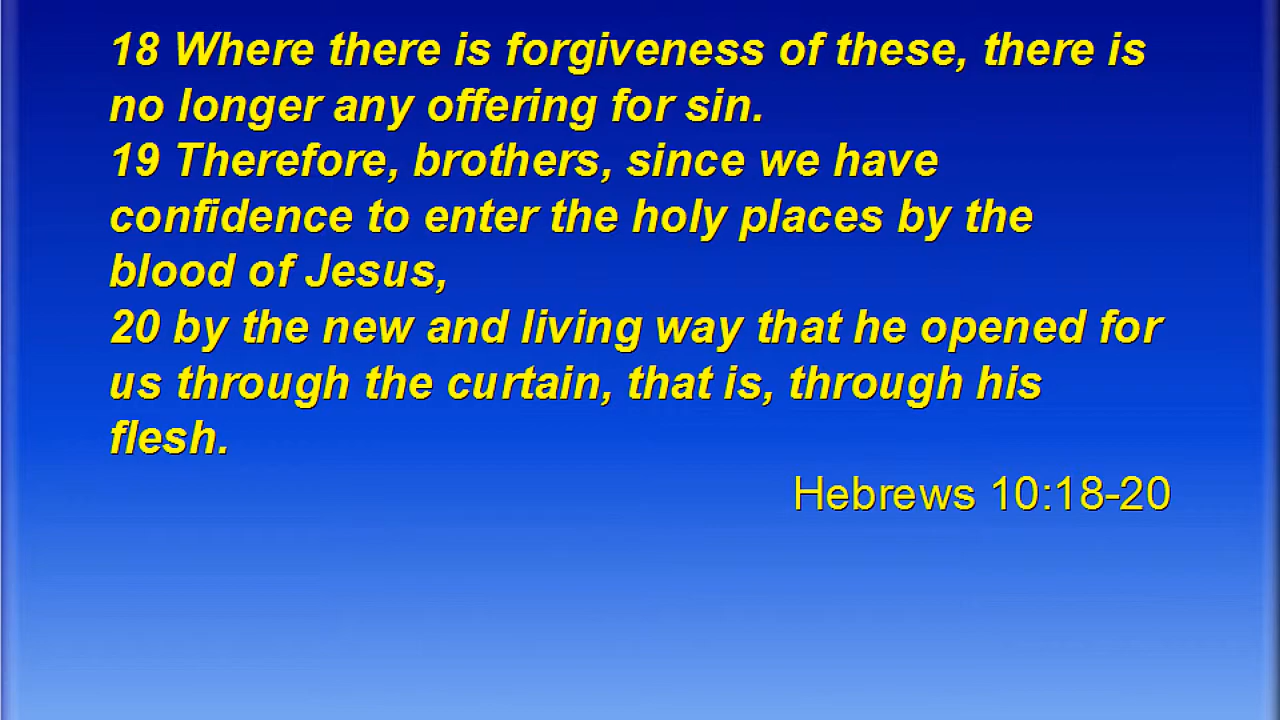 18 Where there is forgiveness of these, there is
no longer any offering for sin.
19 Therefore, brothers, since we have
confidence to enter the holy places by the
blood of Jesus,
20 by the new and living way that he opened for
us through the curtain, that is, through his
flesh.
Hebrews 10:18-20